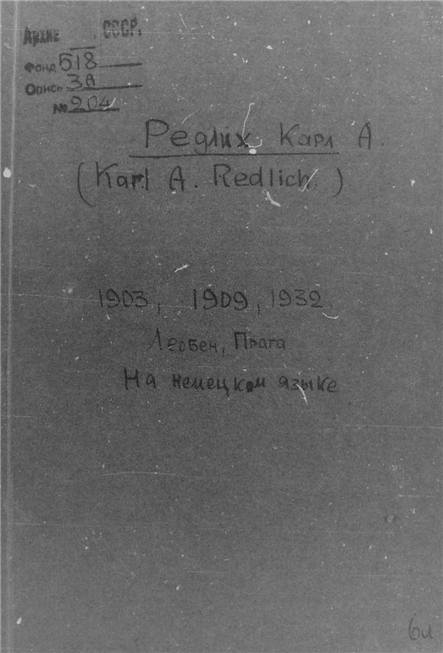 Архив СССР.
Фонд 518
Опись 3А
№ 204
Редлих Карл А.
(Karl A. Redlich)
1903, 1909, 1932
Леобен, Прага
На немецком языке
6л